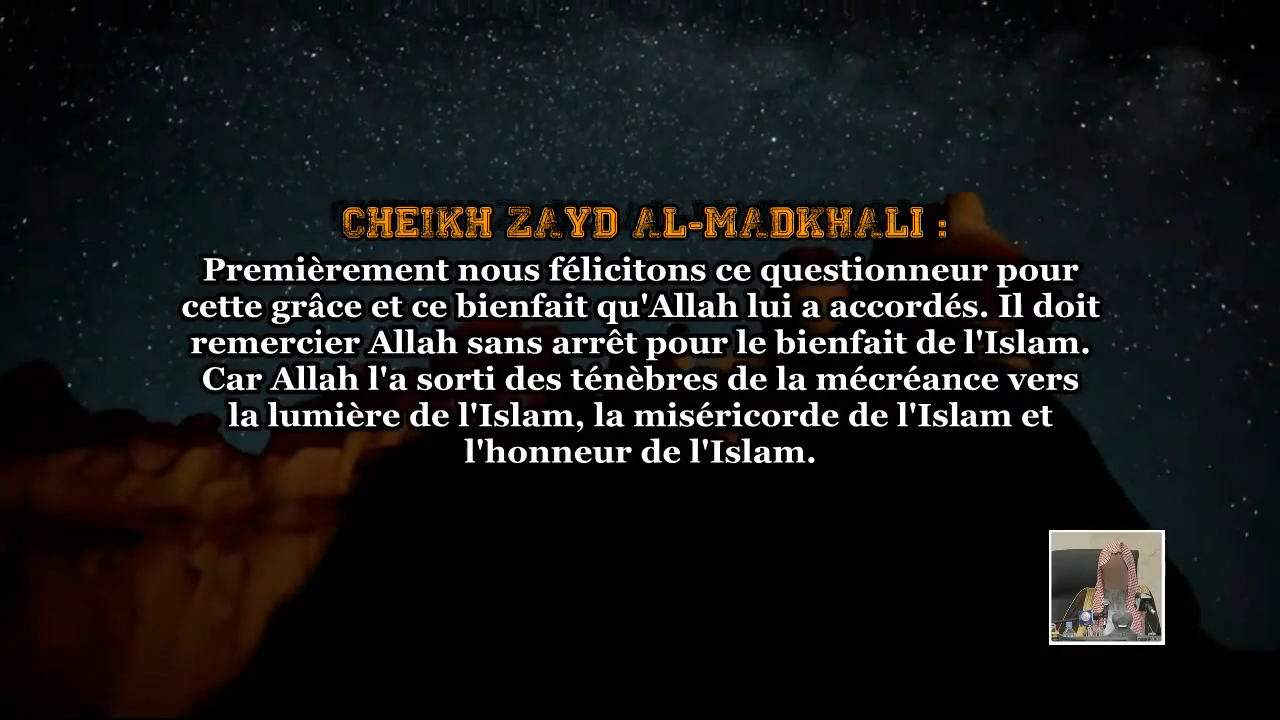 CHEIKH ZAYD AL-MADKHALI :
Premièrement nous félicitons ce questionneur pour
cette grâce et ce bienfait qu'Allah lui a accordés. Il doit
remercier Allah sans arrêt pour le bienfait de l'Islam.
Car Allah l'a sorti des ténèbres de la mécréance vers
la lumière de l'Islam, la miséricorde de l'Islam et
l'honneur de l'Islam.